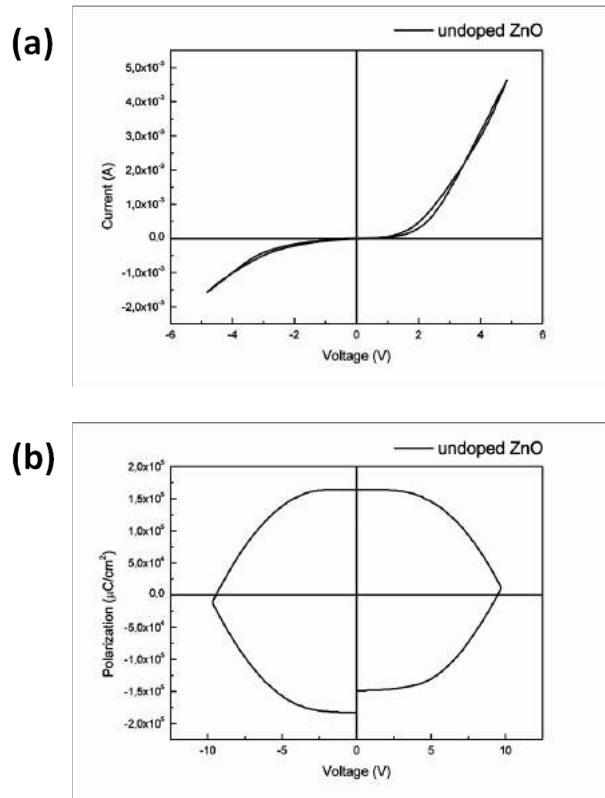 (a)
undoped ZnO
5,0x10⁻³
4,0x10⁻³
3,0x10⁻³
2,0x10⁻³
1,0x10⁻³
0,0
-1,0x10⁻³
-2,0x10⁻³
Current (A)
-6 -4 -2 0 2 4 6
Voltage (V)
(b)
undoped ZnO
2,0x10⁵
1,5x10⁵
1,0x10⁵
5,0x10⁴
0,0
-5,0x10⁴
-1,0x10⁵
-1,5x10⁵
-2,0x10⁵
Polarization (µC/cm²)
-10 -5 0 5 10
Voltage (V)